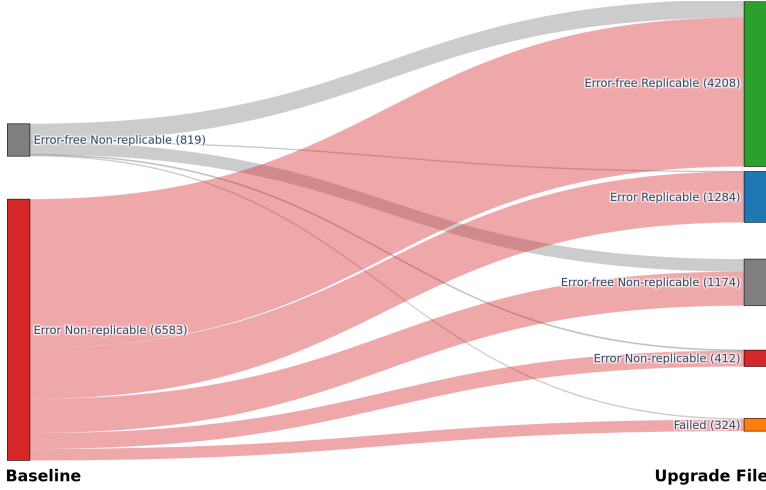 Error-free Replicable (4208)
Error-free Non-replicable (819)
Error Replicable (1284)
Error-free Non-replicable (1174)
Error Non-replicable (6583)
Error Non-replicable (412)
Failed (324)
Baseline
Upgrade File